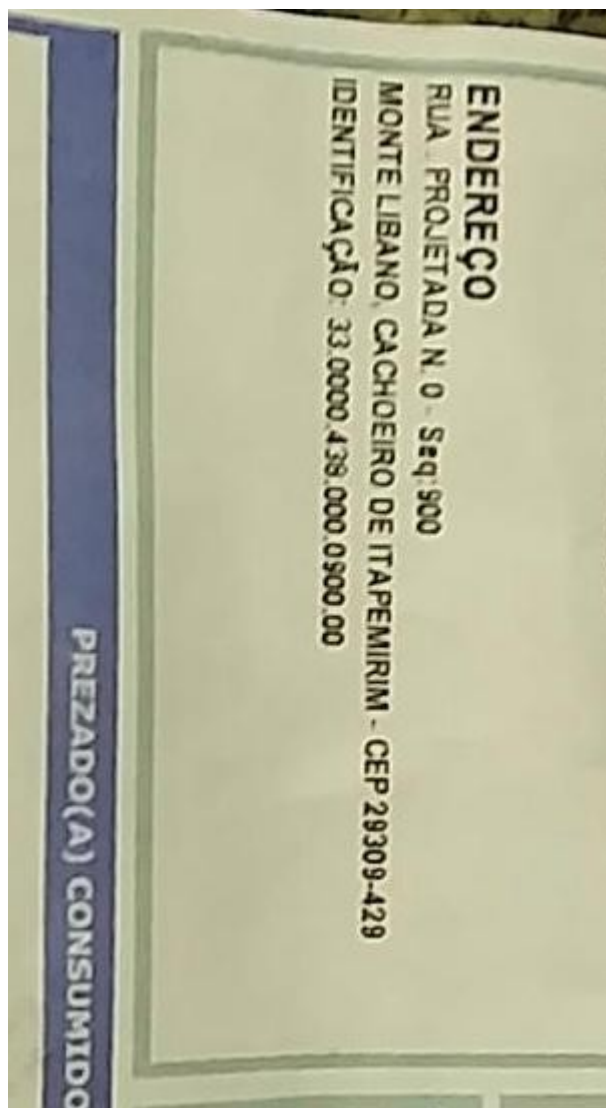 ENDEREÇO
RUA . PROJETADA N. 0 - Seq:900
MONTE LIBANO, CACHOEIRO DE ITAPEMIRIM - CEP 29309-429
IDENTIFICAÇÃO: 33.0000.438.000.0900.00
PREZADO(A) CONSUMIDO